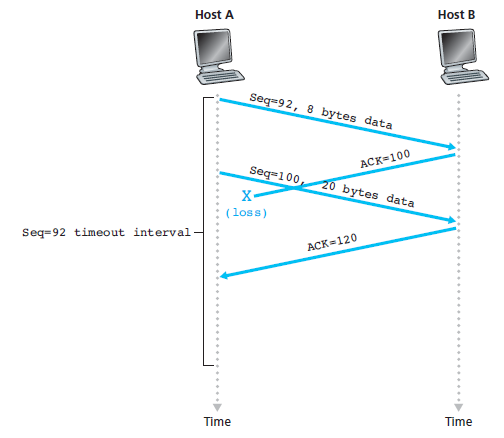 Host A
Host B
Seq=92, 8 bytes data
ACK=100
Seq=100, 20 bytes data
X
(loss)
Seq=92 timeout interval
ACK=120
Time
Time